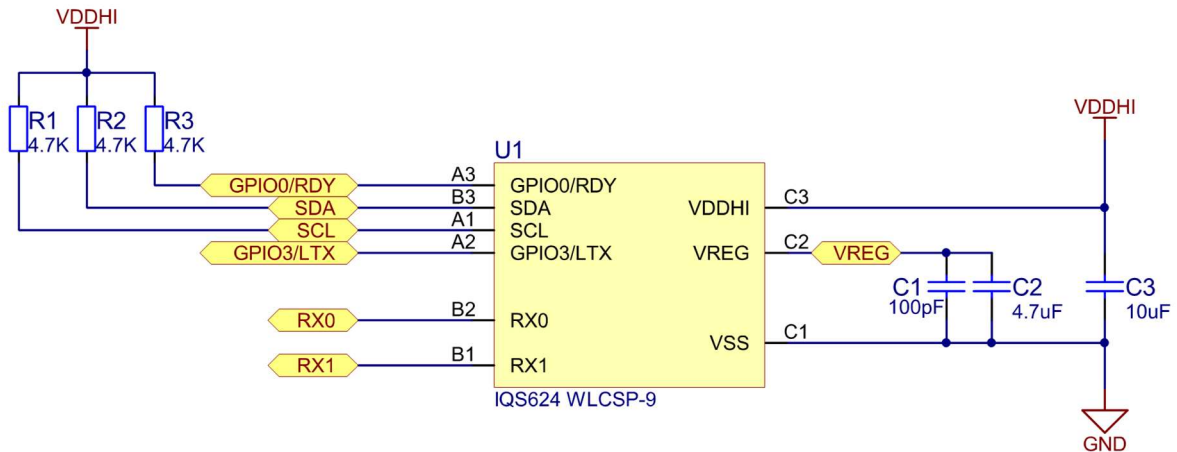 VDDHI
R1 R2 R3
4.7K 4.7K 4.7K
VDDHI
U1
GPIO0/RDY A3 GPIO0/RDY
SDA B3 SDA VDDHI C3
SCL A1 SCL
GPIO3/LTX A2 GPIO3/LTX VREG C2 VREG
C1 C2 C3
100pF 4.7uF 10uF
RX0 B2 RX0
VSS C1
RX1 B1 RX1
IQS624 WLCSP-9
GND